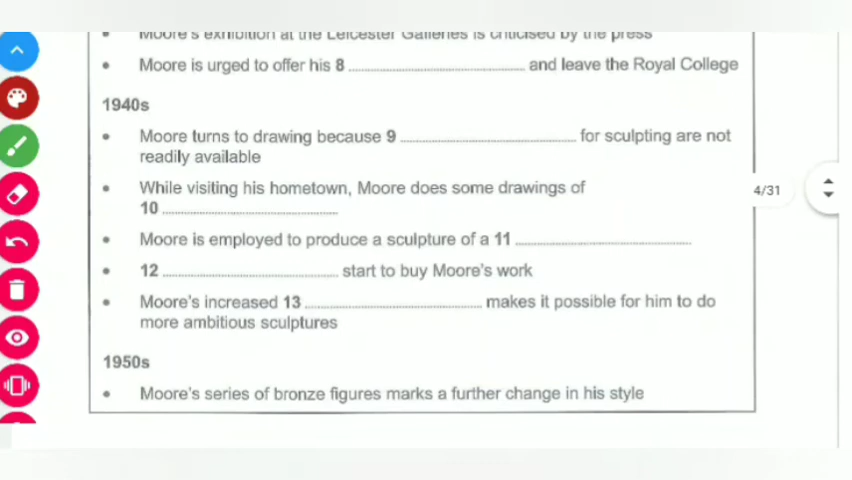 Moore's exhibition at the Leicester Galleries is criticised by the press
Moore is urged to offer his 8 and leave the Royal College
1940s
Moore turns to drawing because 9 for sculpting are not
readily available
While visiting his hometown, Moore does some drawings of
10
Moore is employed to produce a sculpture of a 11
12 start to buy Moore's work
Moore's increased 13 makes it possible for him to do
more ambitious sculptures
1950s
Moore's series of bronze figures marks a further change in his style
4/31